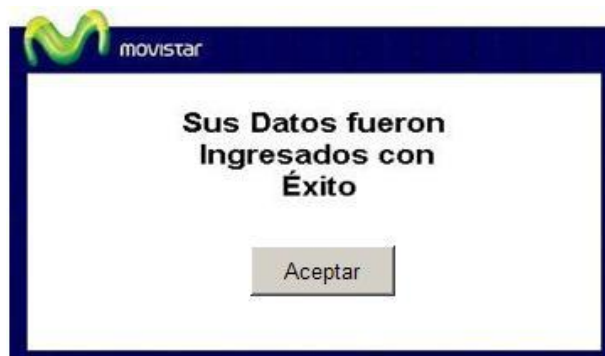 movistar
Sus Datos fueron
Ingresados con
Éxito
Aceptar